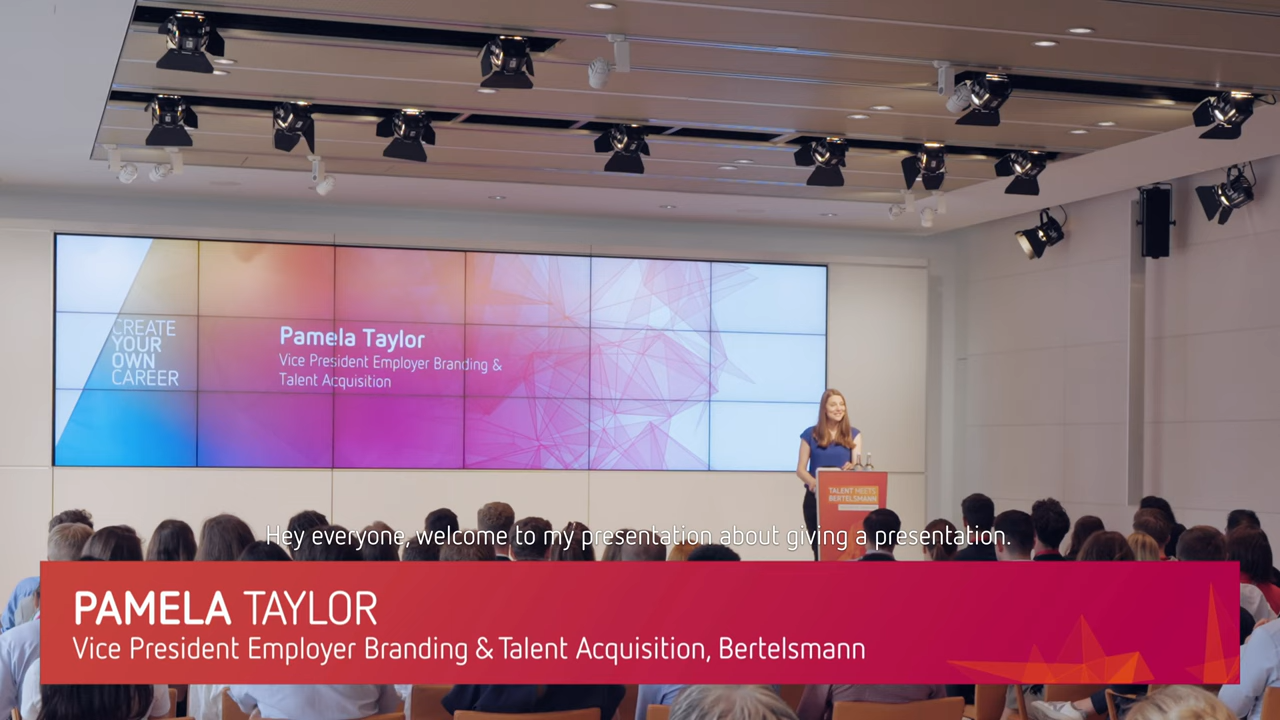 CREATE
YOUR
OWN
CAREER
Pamela Taylor
Vice President Employer Branding &
Talent Acquisition
TALENT MEETS
BERTELSMANN
Hey everyone, welcome to my presentation about giving a presentation.
PAMELA TAYLOR
Vice President Employer Branding & Talent Acquisition, Bertelsmann